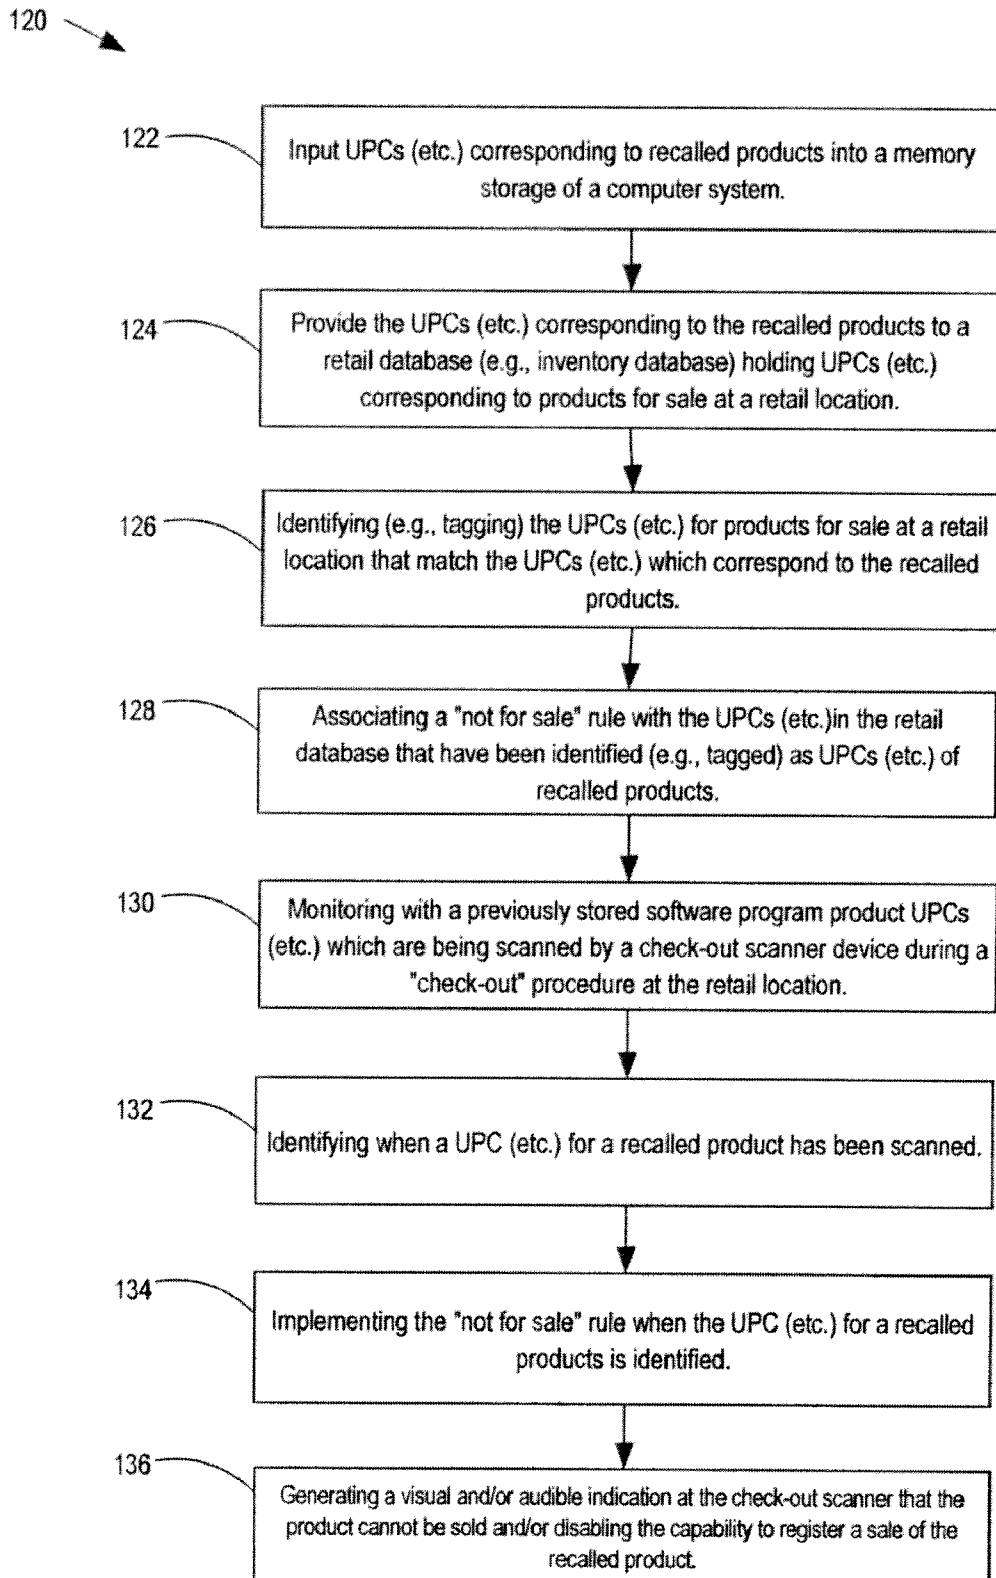 120
122
Input UPCs (etc.) corresponding to recalled products into a memory
storage of a computer system.
124
Provide the UPCs (etc.) corresponding to the recalled products to a
retail database (e.g., inventory database) holding UPCs (etc.)
corresponding to products for sale at a retail location.
126
Identifying (e.g., tagging) the UPCs (etc.) for products for sale at a retail
location that match the UPCs (etc.) which correspond to the recalled
products.
128
Associating a "not for sale" rule with the UPCs (etc.)in the retail
database that have been identified (e.g., tagged) as UPCs (etc.) of
recalled products.
130
Monitoring with a previously stored software program product UPCs
(etc.) which are being scanned by a check-out scanner device during a
"check-out" procedure at the retail location.
132
Identifying when a UPC (etc.) for a recalled product has been scanned.
134
Implementing the "not for sale" rule when the UPC (etc.) for a recalled
products is identified.
136
Generating a visual and/or audible indication at the check-out scanner that the
product cannot be sold and/or disabling the capability to register a sale of the
recalled product.